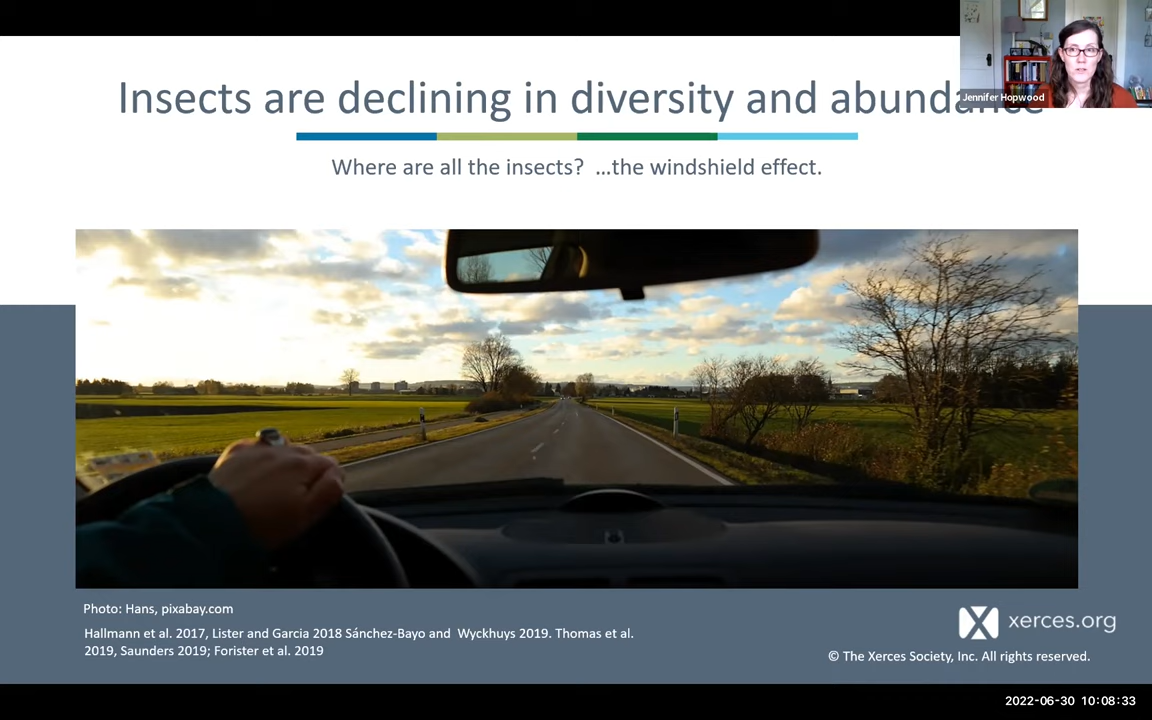 Insects are declining in diversity and
Jennifer Hopwood
Where are all the insects?  ...the windshield effect.
Photo: Hans, pixabay.com
Hallmann et al. 2017, Lister and Garcia 2018 Sánchez-Bayo and  Wyckhuys 2019. Thomas et al.
2019, Saunders 2019; Forister et al. 2019
xerces.org
© The Xerces Society, Inc. All rights reserved.
2022-06-30  10:08:33